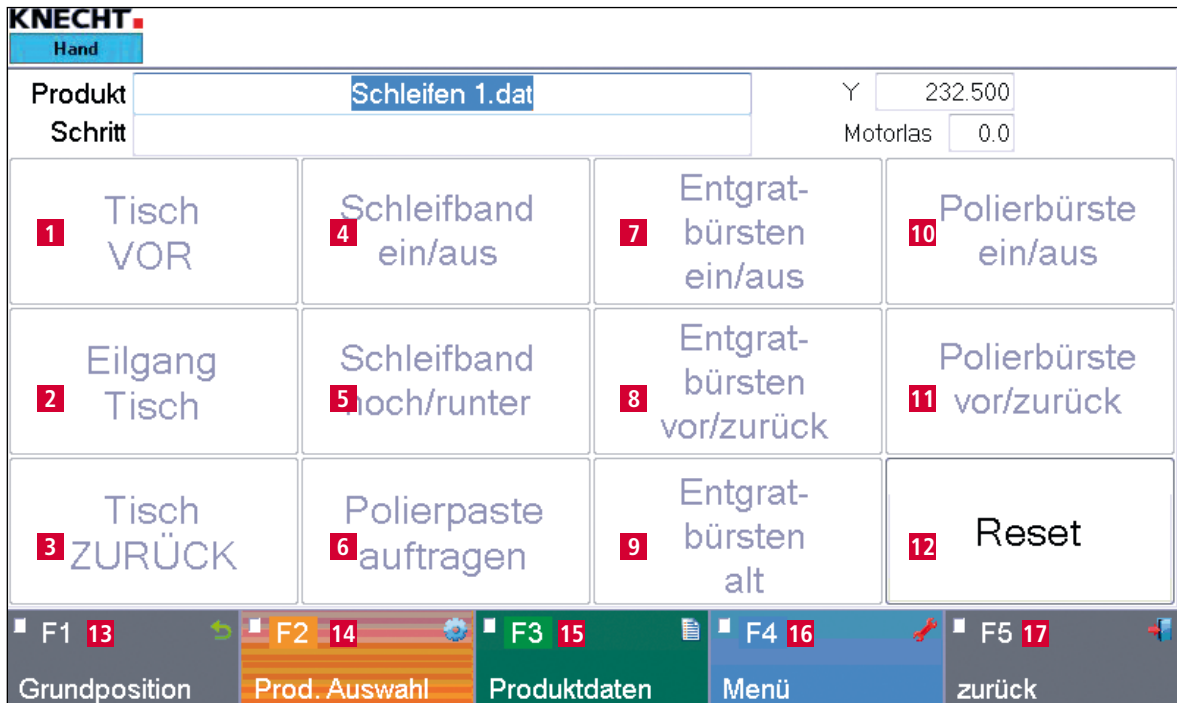 KNECHT
Hand
Produkt Schleifen 1.dat Y 232.500
Schritt Motorlas 0.0
1 Tisch
VOR
4 Schleifband
ein/aus
7 Entgrat-
bürsten
ein/aus
10 Polierbürste
ein/aus
2 Eilgang
Tisch
5 Schleifband
hoch/runter
8 Entgrat-
bürsten
vor/zurück
11 Polierbürste
vor/zurück
3 Tisch
ZURÜCK
6 Polierpaste
auftragen
9 Entgrat-
bürsten
alt
12 Reset
F1 13
Grundposition
F2 14
Prod. Auswahl
F3 15
Produktdaten
F4 16
Menü
F5 17
zurück